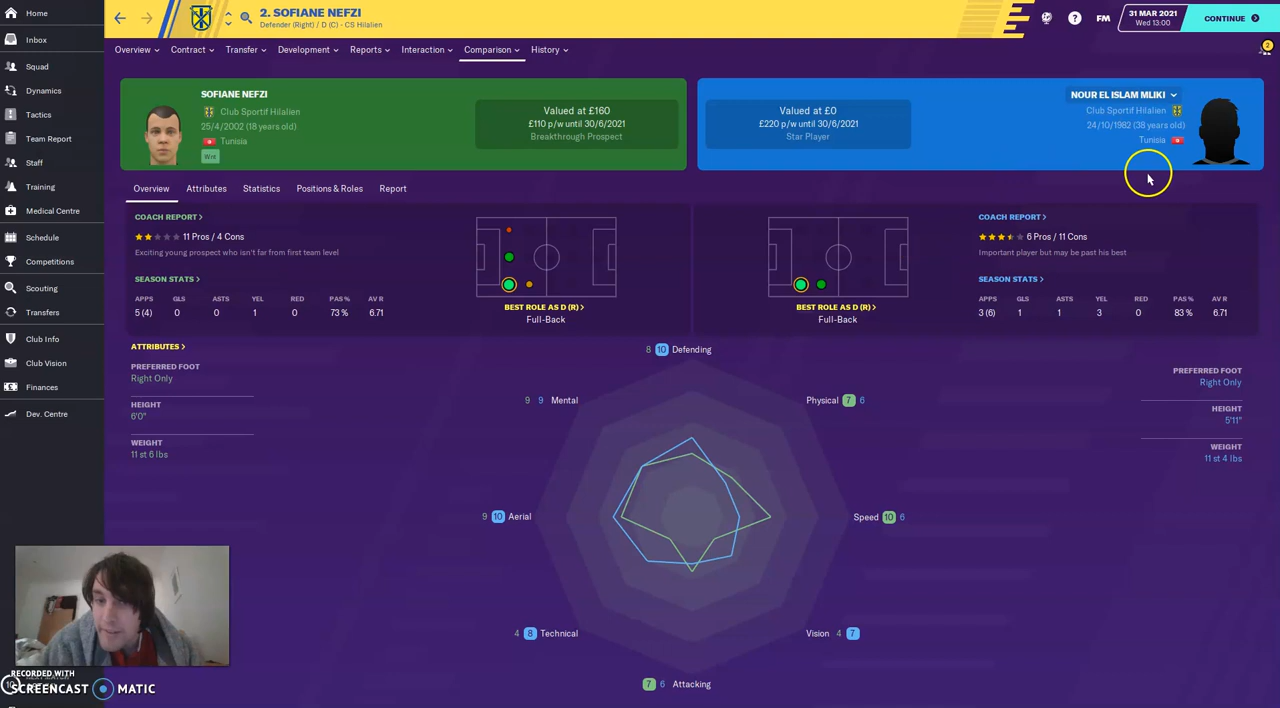 Home
Inbox
Squad
Dynamics
Tactics
Team Report
Staff
Training
Medical Centre
Schedule
Competitions
Scouting
Transfers
Club Info
Club Vision
Finances
Dev. Centre
2. SOFIANE NEFZI
Defender (Right) / D (C) - CS Hilalien
FM
31 MAR 2021
Wed 13:00
CONTINUE
Overview Contract Transfer Development Reports Interaction Comparison History
2
SOFIANE NEFZI
Club Sportif Hilalien
25/4/2002 (18 years old)
Tunisia
Wnt
Valued at £160
£110 p/w until 30/6/2021
Breakthrough Prospect
Valued at £0
£220 p/w until 30/6/2021
Star Player
NOUR EL ISLAM MLIKI
Club Sportif Hilalien
24/10/1982 (38 years old)
Tunisia
Overview Attributes Statistics Positions & Roles Report
COACH REPORT >
11 Pros / 4 Cons
Exciting young prospect who isn't far from first team level
SEASON STATS >
APPS GLS ASTS YEL RED PAS % AV R
5 (4) 0 0 1 0 73 % 6.71
BEST ROLE AS D (R) >
Full-Back
BEST ROLE AS D (R) >
Full-Back
COACH REPORT >
6 Pros / 11 Cons
Important player but may be past his best
SEASON STATS >
APPS GLS ASTS YEL RED PAS % AV R
3 (6) 1 1 3 0 83 % 6.71
ATTRIBUTES >
PREFERRED FOOT
Right Only
HEIGHT
6'0"
WEIGHT
11 st 6 lbs
8 10 Defending
9 9 Mental
Physical 7 6
9 10 Aerial
Speed 10 6
4 8 Technical
Vision 4 7
7 6 Attacking
PREFERRED FOOT
Right Only
HEIGHT
5'11"
WEIGHT
11 st 4 lbs
RECORDED WITH
SCREENCAST MATIC